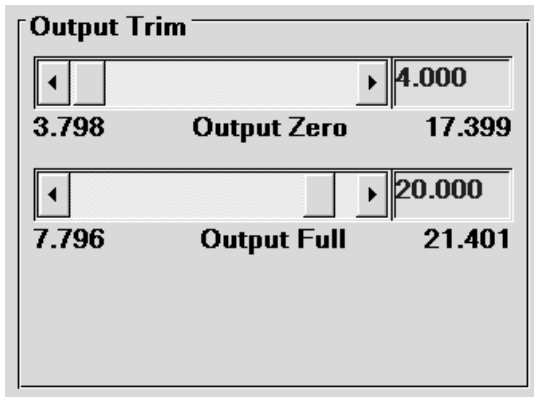 Output Trim
4.000
3.798 Output Zero 17.399
20.000
7.796 Output Full 21.401